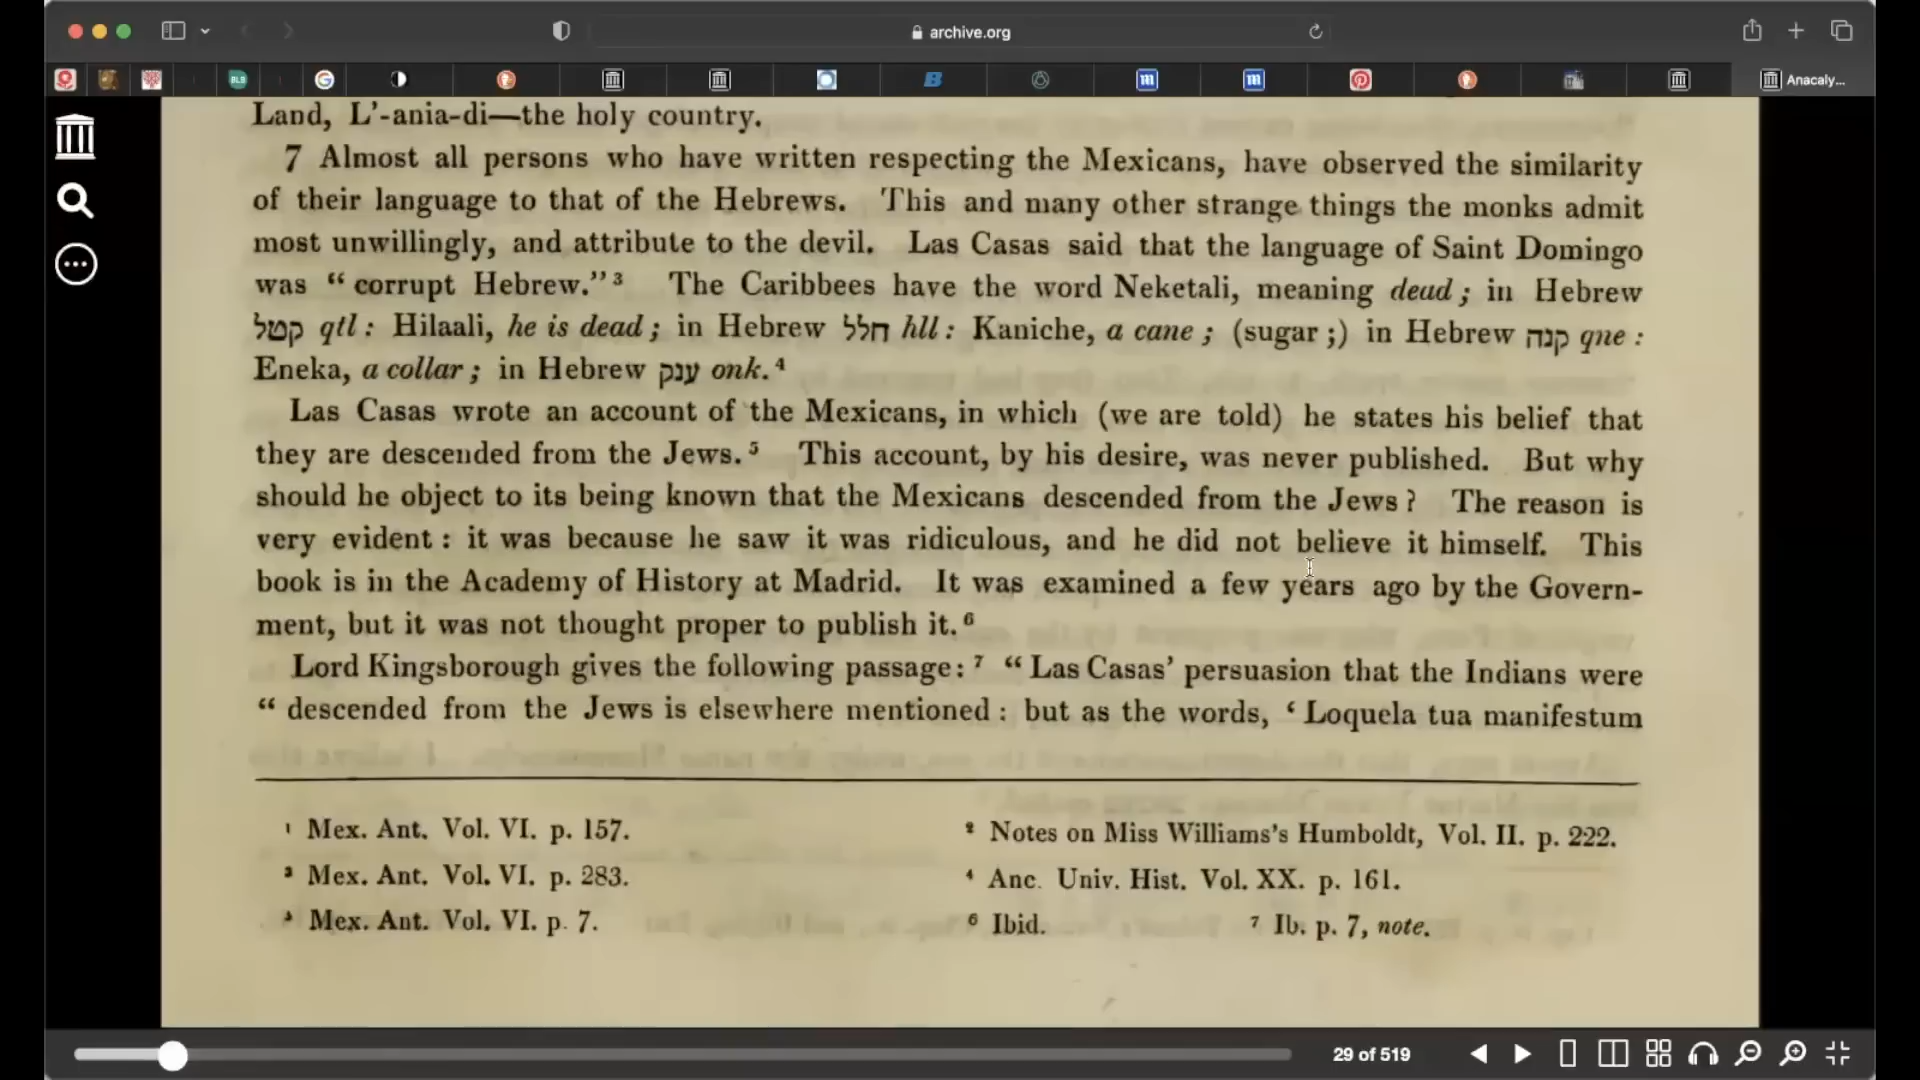 archive.org
BLS
Anacaly...
Land, L'-ania-di—the holy country.
7 Almost all persons who have written respecting the Mexicans, have observed the similarity
of their language to that of the Hebrews. This and many other strange things the monks admit
most unwillingly, and attribute to the devil. Las Casas said that the language of Saint Domingo
was “ corrupt Hebrew.” ³ The Caribbees have the word Neketali, meaning dead ; in Hebrew
קטל qtl : Hilaali, he is dead ; in Hebrew חלל hll : Kaniche, a cane ; (sugar ;) in Hebrew קנה qne :
Eneka, a collar ; in Hebrew ענק onk.⁴
Las Casas wrote an account of the Mexicans, in which (we are told) he states his belief that
they are descended from the Jews.⁵ This account, by his desire, was never published. But why
should he object to its being known that the Mexicans descended from the Jews ? The reason is
very evident : it was because he saw it was ridiculous, and he did not believe it himself. This
book is in the Academy of History at Madrid. It was examined a few years ago by the Govern-
ment, but it was not thought proper to publish it.⁶
Lord Kingsborough gives the following passage: ⁷ “ Las Casas’ persuasion that the Indians were
“ descended from the Jews is elsewhere mentioned : but as the words, ‘ Loquela tua manifestum
¹ Mex. Ant. Vol. VI. p. 157.
² Notes on Miss Williams's Humboldt, Vol. II. p. 222.
³ Mex. Ant. Vol. VI. p. 283.
⁴ Anc. Univ. Hist. Vol. XX. p. 161.
⁵ Mex. Ant. Vol. VI. p. 7.
⁶ Ibid.
⁷ Ib. p. 7, note.
29 of 519